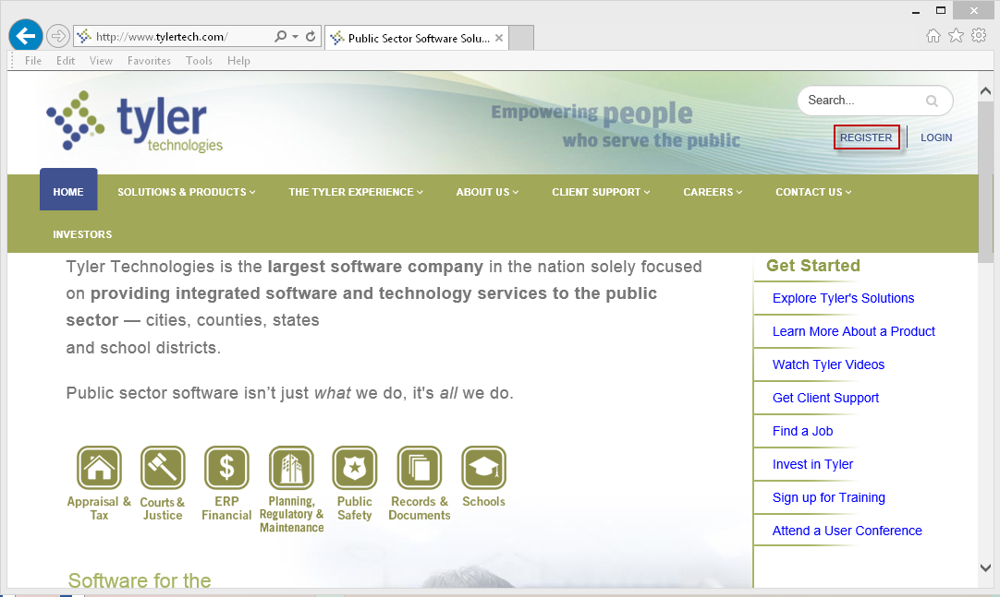 http://www.tylertech.com/
Public Sector Software Solu...
File Edit View Favorites Tools Help
tyler
technologies
Empowering people
who serve the public
Search...
REGISTER
LOGIN
HOME
SOLUTIONS & PRODUCTS
THE TYLER EXPERIENCE
ABOUT US
CLIENT SUPPORT
CAREERS
CONTACT US
INVESTORS
Tyler Technologies is the largest software company in the nation solely focused
on providing integrated software and technology services to the public
sector — cities, counties, states
and school districts.
Public sector software isn’t just what we do, it's all we do.
Appraisal &
Tax
Courts &
Justice
$
ERP
Financial
Planning,
Regulatory &
Maintenance
Public
Safety
Records &
Documents
Schools
Software for the
Get Started
Explore Tyler's Solutions
Learn More About a Product
Watch Tyler Videos
Get Client Support
Find a Job
Invest in Tyler
Sign up for Training
Attend a User Conference